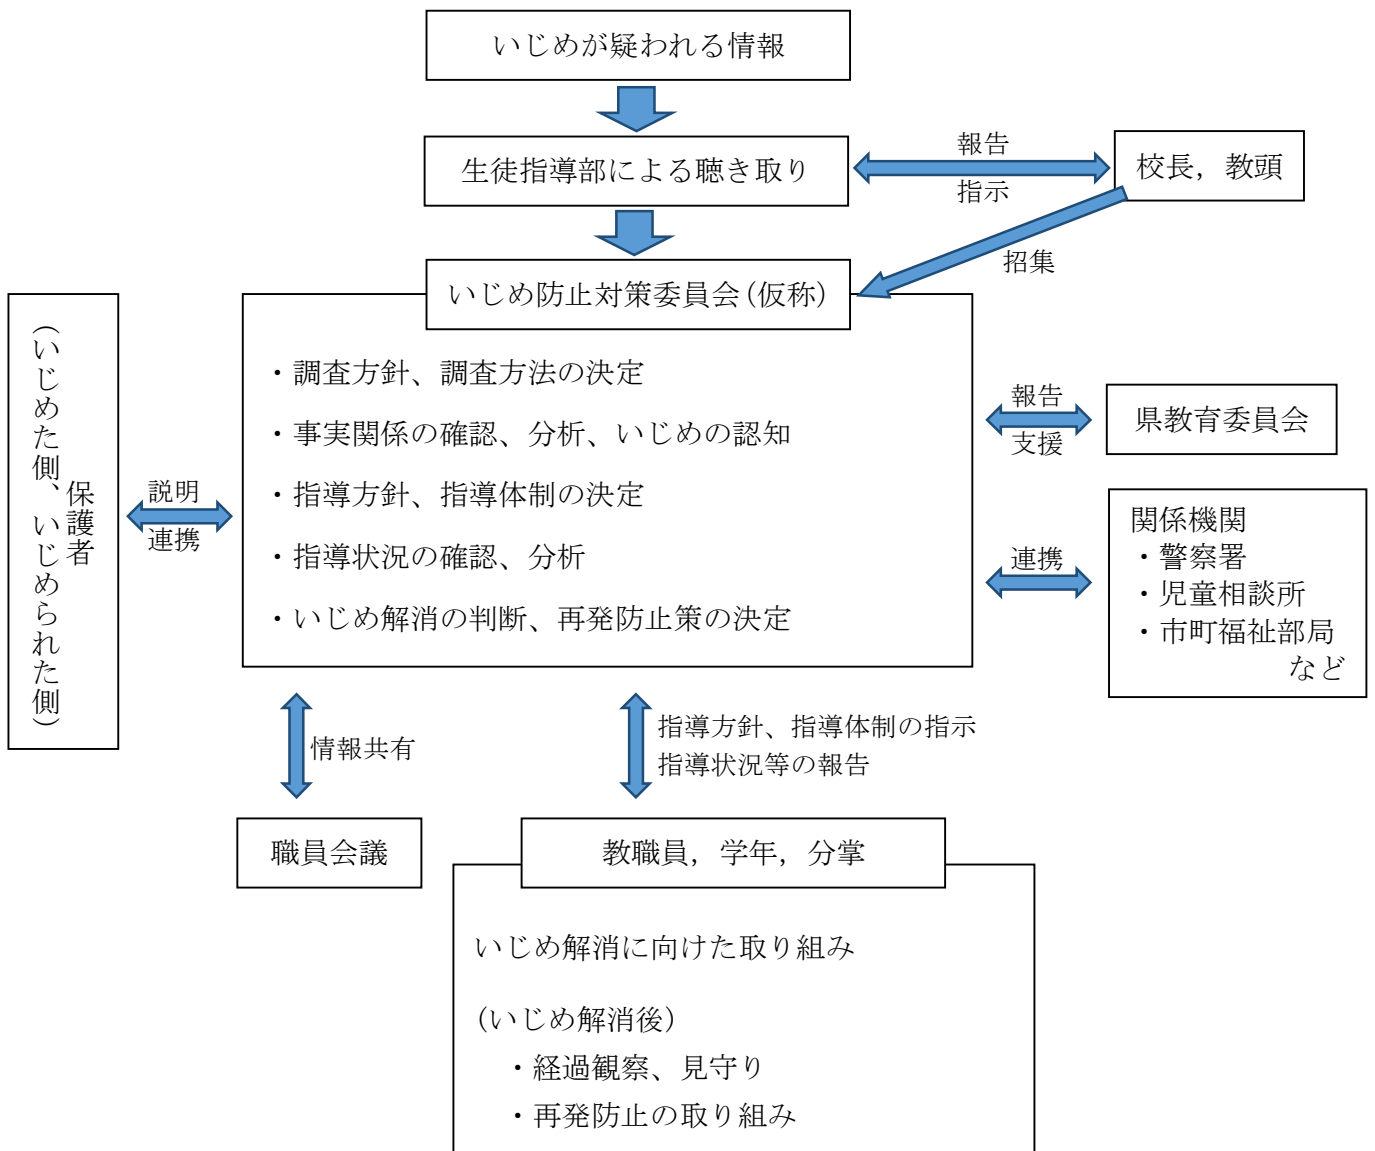 いじめが疑われる情報
生徒指導部による聴き取り
報告
指示
校長，教頭
招集
いじめ防止対策委員会(仮称)
・調査方針、調査方法の決定
・事実関係の確認、分析、いじめの認知
・指導方針、指導体制の決定
・指導状況の確認、分析
・いじめ解消の判断、再発防止策の決定
保護者
(いじめた側、いじめられた側)
説明
連携
報告
支援
県教育委員会
連携
関係機関
・警察署
・児童相談所
・市町福祉部局
など
情報共有
指導方針、指導体制の指示
指導状況等の報告
職員会議
教職員，学年，分掌
いじめ解消に向けた取り組み
(いじめ解消後)
・経過観察、見守り
・再発防止の取り組み